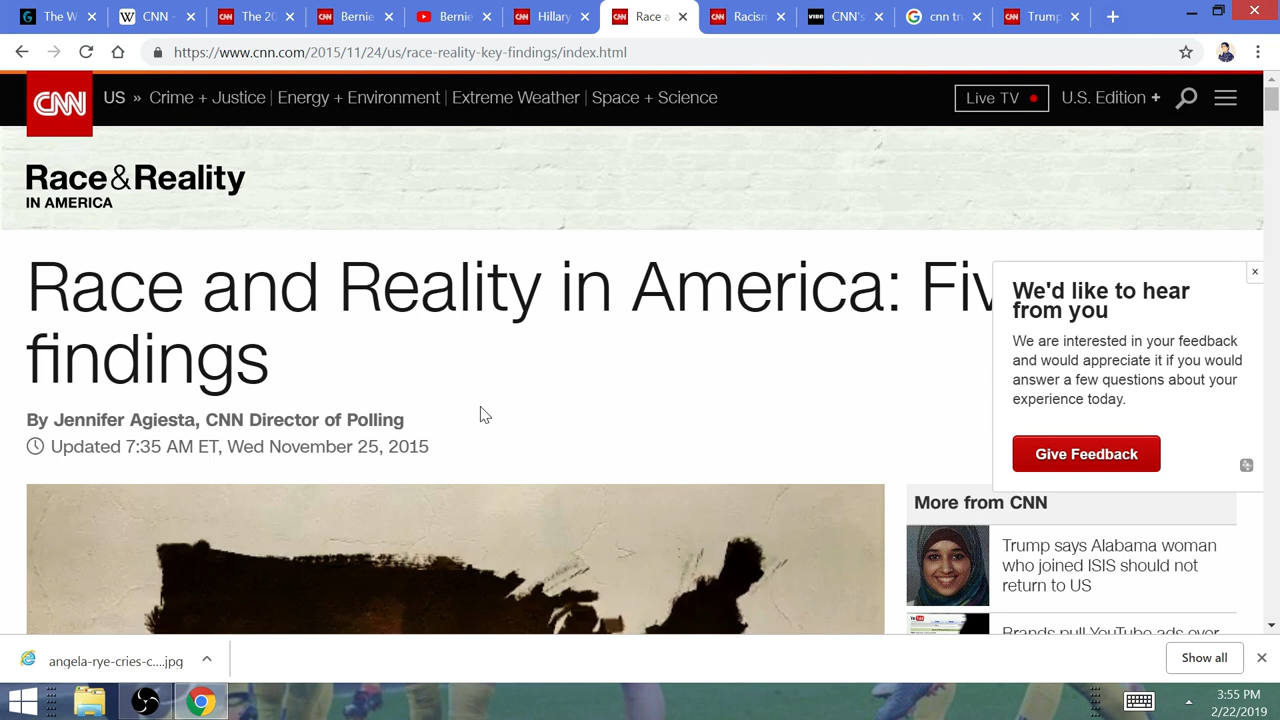 The W
CNN -
The 20
Bernie
Bernie
Hillary
Race a
Racism
VIBE
CNN's
cnn tr
Trump
https://www.cnn.com/2015/11/24/us/race-reality-key-findings/index.html
CNN
US » Crime + Justice | Energy + Environment | Extreme Weather | Space + Science
Live TV
U.S. Edition +
Race&Reality
IN AMERICA
Race and Reality in America: Fiv
findings
By Jennifer Agiesta, CNN Director of Polling
Updated 7:35 AM ET, Wed November 25, 2015
We'd like to hear
from you
We are interested in your feedback
and would appreciate it if you would
answer a few questions about your
experience today.
Give Feedback
More from CNN
Trump says Alabama woman
who joined ISIS should not
return to US
Brands pull YouTube ads over
angela-rye-cries-c....jpg
Show all
3:55 PM
2/22/2019